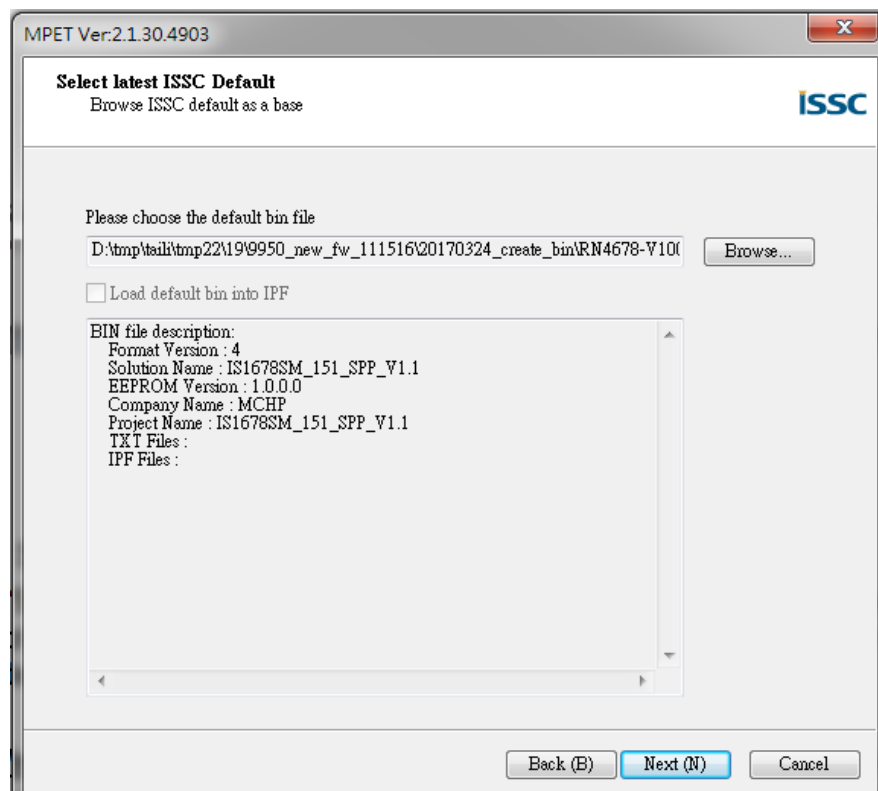 MPET Ver:2.1.30.4903
Select latest ISSC Default
Browse ISSC default as a base
ISSC
Please choose the default bin file
D:\tmp\taili\tmp22\19\9950_new_fw_111516\20170324_create_bin\RN4678-V100
Browse...
Load default bin into IPF
BIN file description:
Format Version : 4
Solution Name : IS1678SM_151_SPP_V1.1
EEPROM Version : 1.0.0.0
Company Name : MCHP
Project Name : IS1678SM_151_SPP_V1.1
TXT Files :
IPF Files :
Back (B)
Next (N)
Cancel